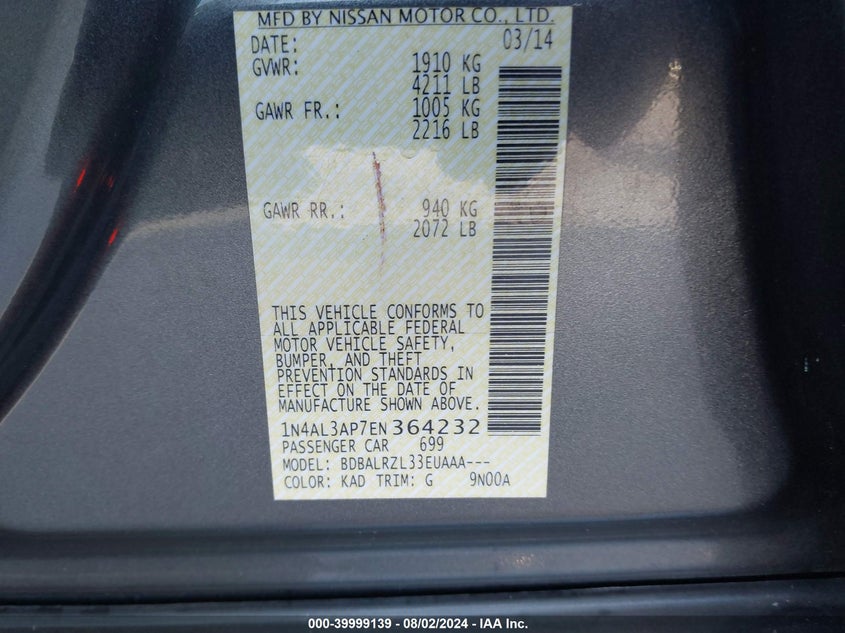 MFD BY NISSAN MOTOR CO., LTD.
DATE: 03/14
GVWR: 1910 KG
4211 LB
GAWR FR.: 1005 KG
2216 LB
GAWR RR.: 940 KG
2072 LB
THIS VEHICLE CONFORMS TO
ALL APPLICABLE FEDERAL
MOTOR VEHICLE SAFETY,
BUMPER, AND THEFT
PREVENTION STANDARDS IN
EFFECT ON THE DATE OF
MANUFACTURE SHOWN ABOVE.
1N4AL3AP7EN364232
PASSENGER CAR 699
MODEL: BDBALRZL33EUAAA---
COLOR: KAD TRIM: G 9N00A
000-39999139 - 08/02/2024 - IAA Inc.